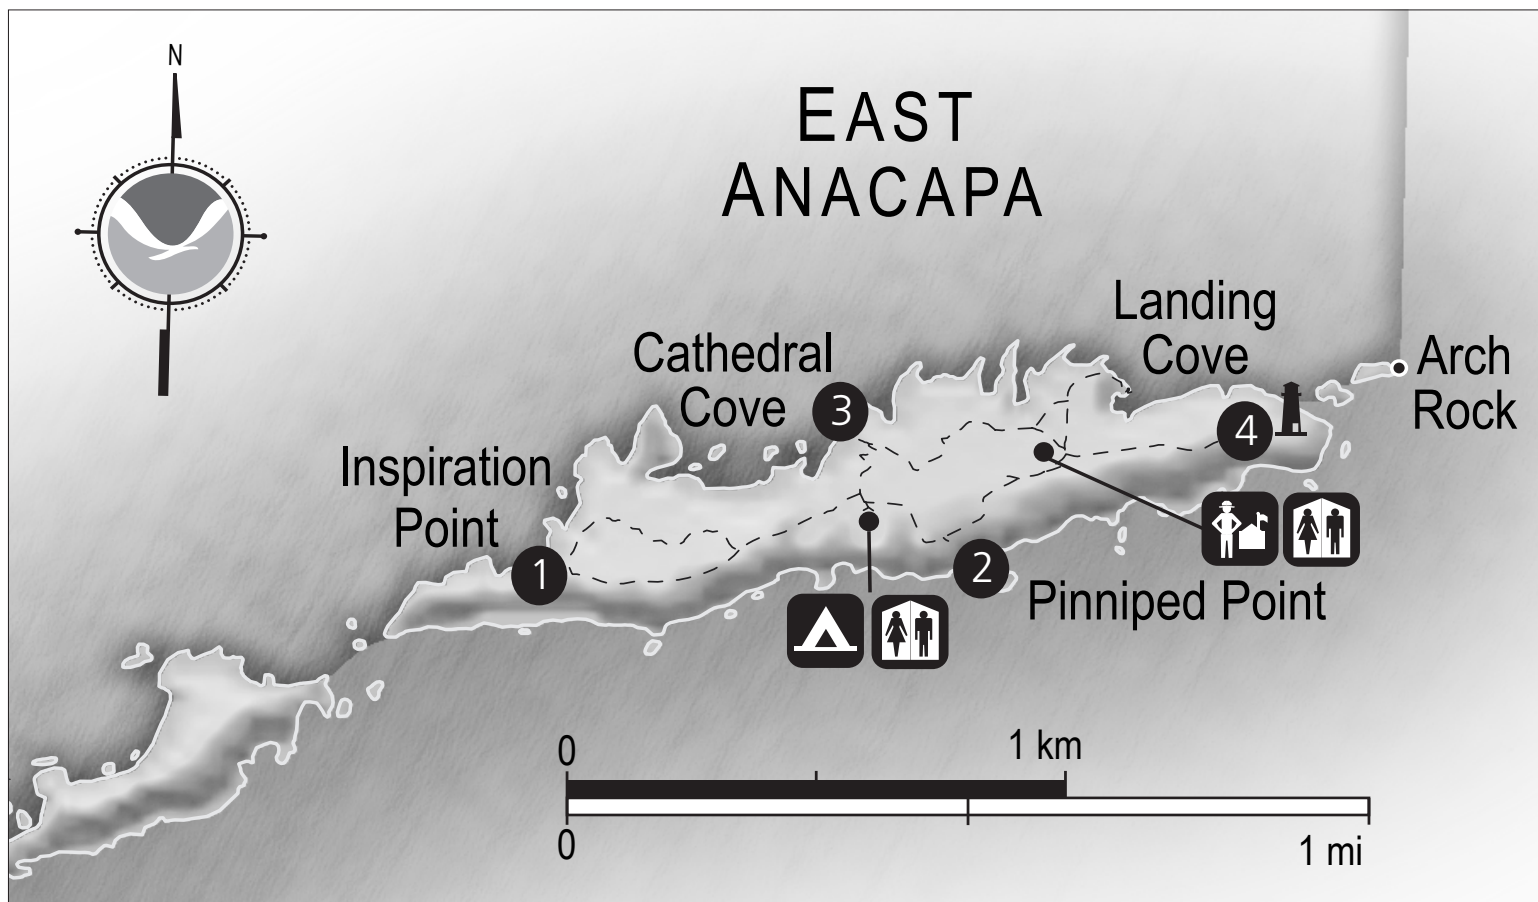 N
EAST
ANACAPA
Landing
Cove
Arch
Rock
Cathedral
Cove
3
4
Inspiration
Point
1
2
Pinniped Point
0
1 km
0
1 mi